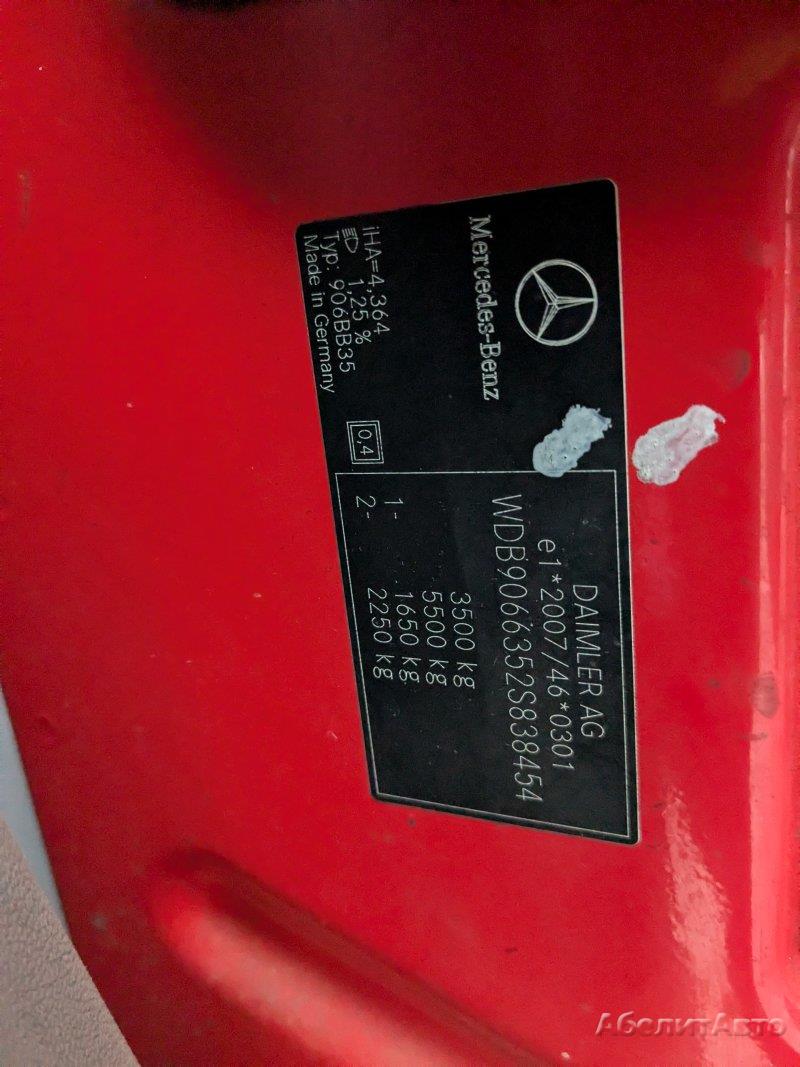 Mercedes-Benz
iHA=4,364
1,25 %
Typ: 906BB35
Made in Germany
0,4
DAIMLER AG
e1*2007/46*0301
WDB9066352S838454
3500 kg
5500 kg
1- 1650 kg
2- 2250 kg
АбелитАвто